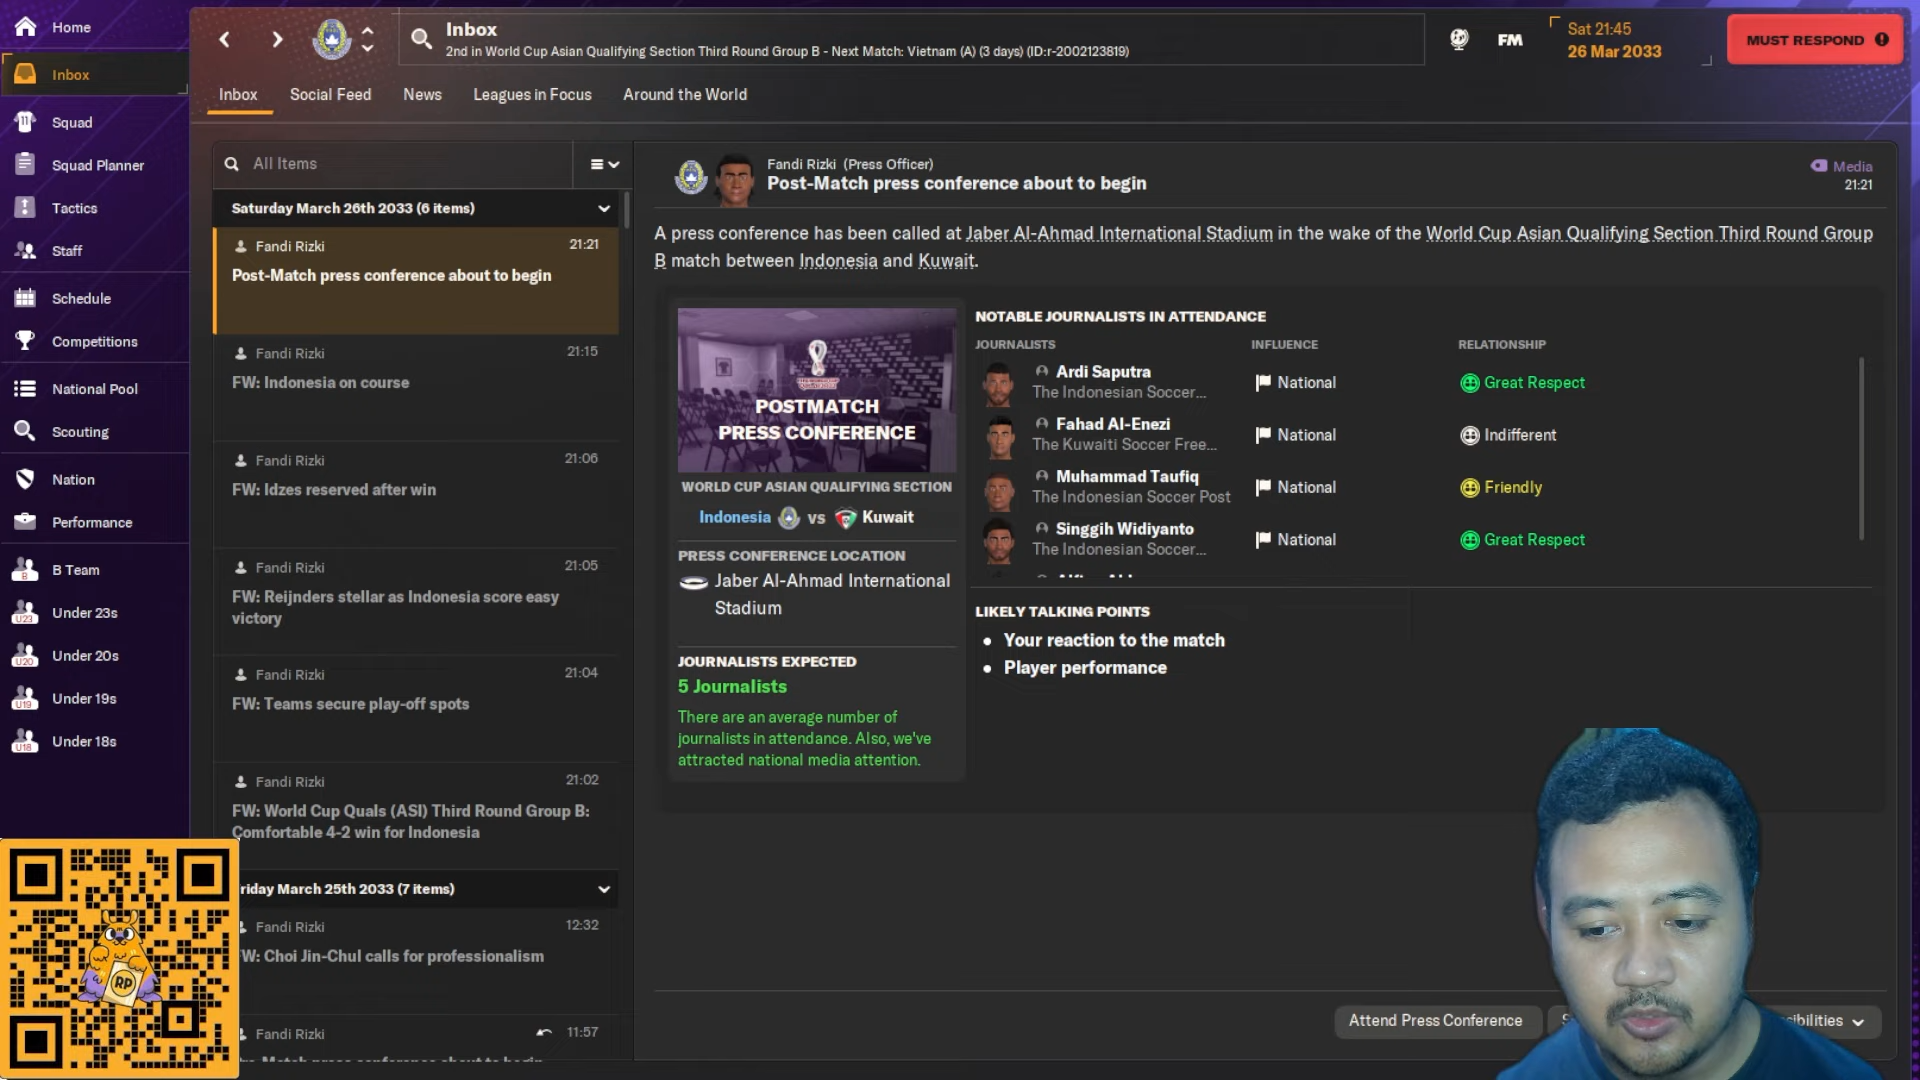 Home
Inbox
Squad
Squad Planner
Tactics
Staff
Schedule
Competitions
National Pool
Scouting
Nation
Performance
B Team
Under 23s
Under 20s
Under 19s
Under 18s
Inbox
2nd in World Cup Asian Qualifying Section Third Round Group B - Next Match: Vietnam (A) (3 days) (ID:r-2002123819)
FM
Sat 21:45
26 Mar 2033
MUST RESPOND
Inbox
Social Feed
News
Leagues in Focus
Around the World
All Items
Saturday March 26th 2033 (6 items)
Fandi Rizki 21:21
Post-Match press conference about to begin
Fandi Rizki 21:15
FW: Indonesia on course
Fandi Rizki 21:06
FW: Idzes reserved after win
Fandi Rizki 21:05
FW: Reijnders stellar as Indonesia score easy
victory
Fandi Rizki 21:04
FW: Teams secure play-off spots
Fandi Rizki 21:02
FW: World Cup Quals (ASI) Third Round Group B:
Comfortable 4-2 win for Indonesia
riday March 25th 2033 (7 items)
Fandi Rizki 12:32
W: Choi Jin-Chul calls for professionalism
Fandi Rizki 11:57
Fandi Rizki (Press Officer)
Post-Match press conference about to begin
Media
21:21
A press conference has been called at Jaber Al-Ahmad International Stadium in the wake of the World Cup Asian Qualifying Section Third Round Group
B match between Indonesia and Kuwait.
POSTMATCH
PRESS CONFERENCE
WORLD CUP ASIAN QUALIFYING SECTION
Indonesia vs Kuwait
PRESS CONFERENCE LOCATION
Jaber Al-Ahmad International
Stadium
JOURNALISTS EXPECTED
5 Journalists
There are an average number of
journalists in attendance. Also, we've
attracted national media attention.
NOTABLE JOURNALISTS IN ATTENDANCE
JOURNALISTS INFLUENCE RELATIONSHIP
Ardi Saputra
The Indonesian Soccer...
National
Great Respect
Fahad Al-Enezi
The Kuwaiti Soccer Free...
National
Indifferent
Muhammad Taufiq
The Indonesian Soccer Post
National
Friendly
Singgih Widiyanto
The Indonesian Soccer...
National
Great Respect
LIKELY TALKING POINTS
Your reaction to the match
Player performance
Attend Press Conference
sibilities
RP